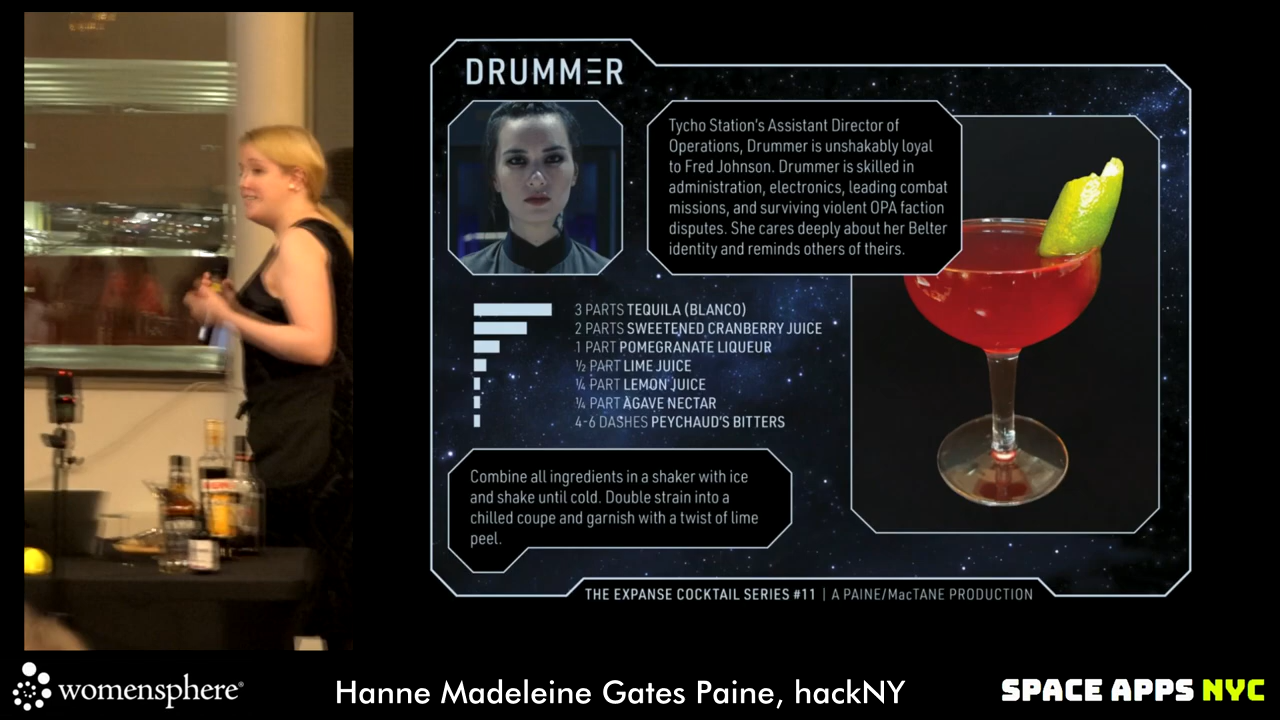 DRUMMER
Tycho Station's Assistant Director of
Operations, Drummer is unshakably loyal
to Fred Johnson. Drummer is skilled in
administration, electronics, leading combat
missions, and surviving violent OPA faction
disputes. She cares deeply about her Belter
identity and reminds others of theirs.
3 PARTS TEQUILA (BLANCO)
2 PARTS SWEETENED CRANBERRY JUICE
1 PART POMEGRANATE LIQUEUR
½ PART LIME JUICE
¼ PART LEMON JUICE
¼ PART AGAVE NECTAR
4-6 DASHES PEYCHAUD'S BITTERS
Combine all ingredients in a shaker with ice
and shake until cold. Double strain into a
chilled coupe and garnish with a twist of lime
peel.
THE EXPANSE COCKTAIL SERIES #11 | A PAINE/MacTANE PRODUCTION
womensphere®
Hanne Madeleine Gates Paine, hackNY
SPACE APPS NYC